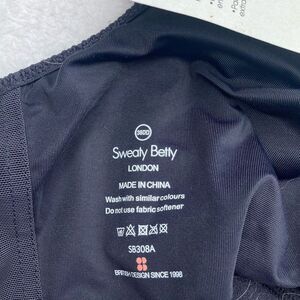 36DD
Sweaty Betty
LONDON
MADE IN CHINA
Wash with similar colours
Do not use fabric softener
SB308A
BRITISH DESIGN SINCE 1998